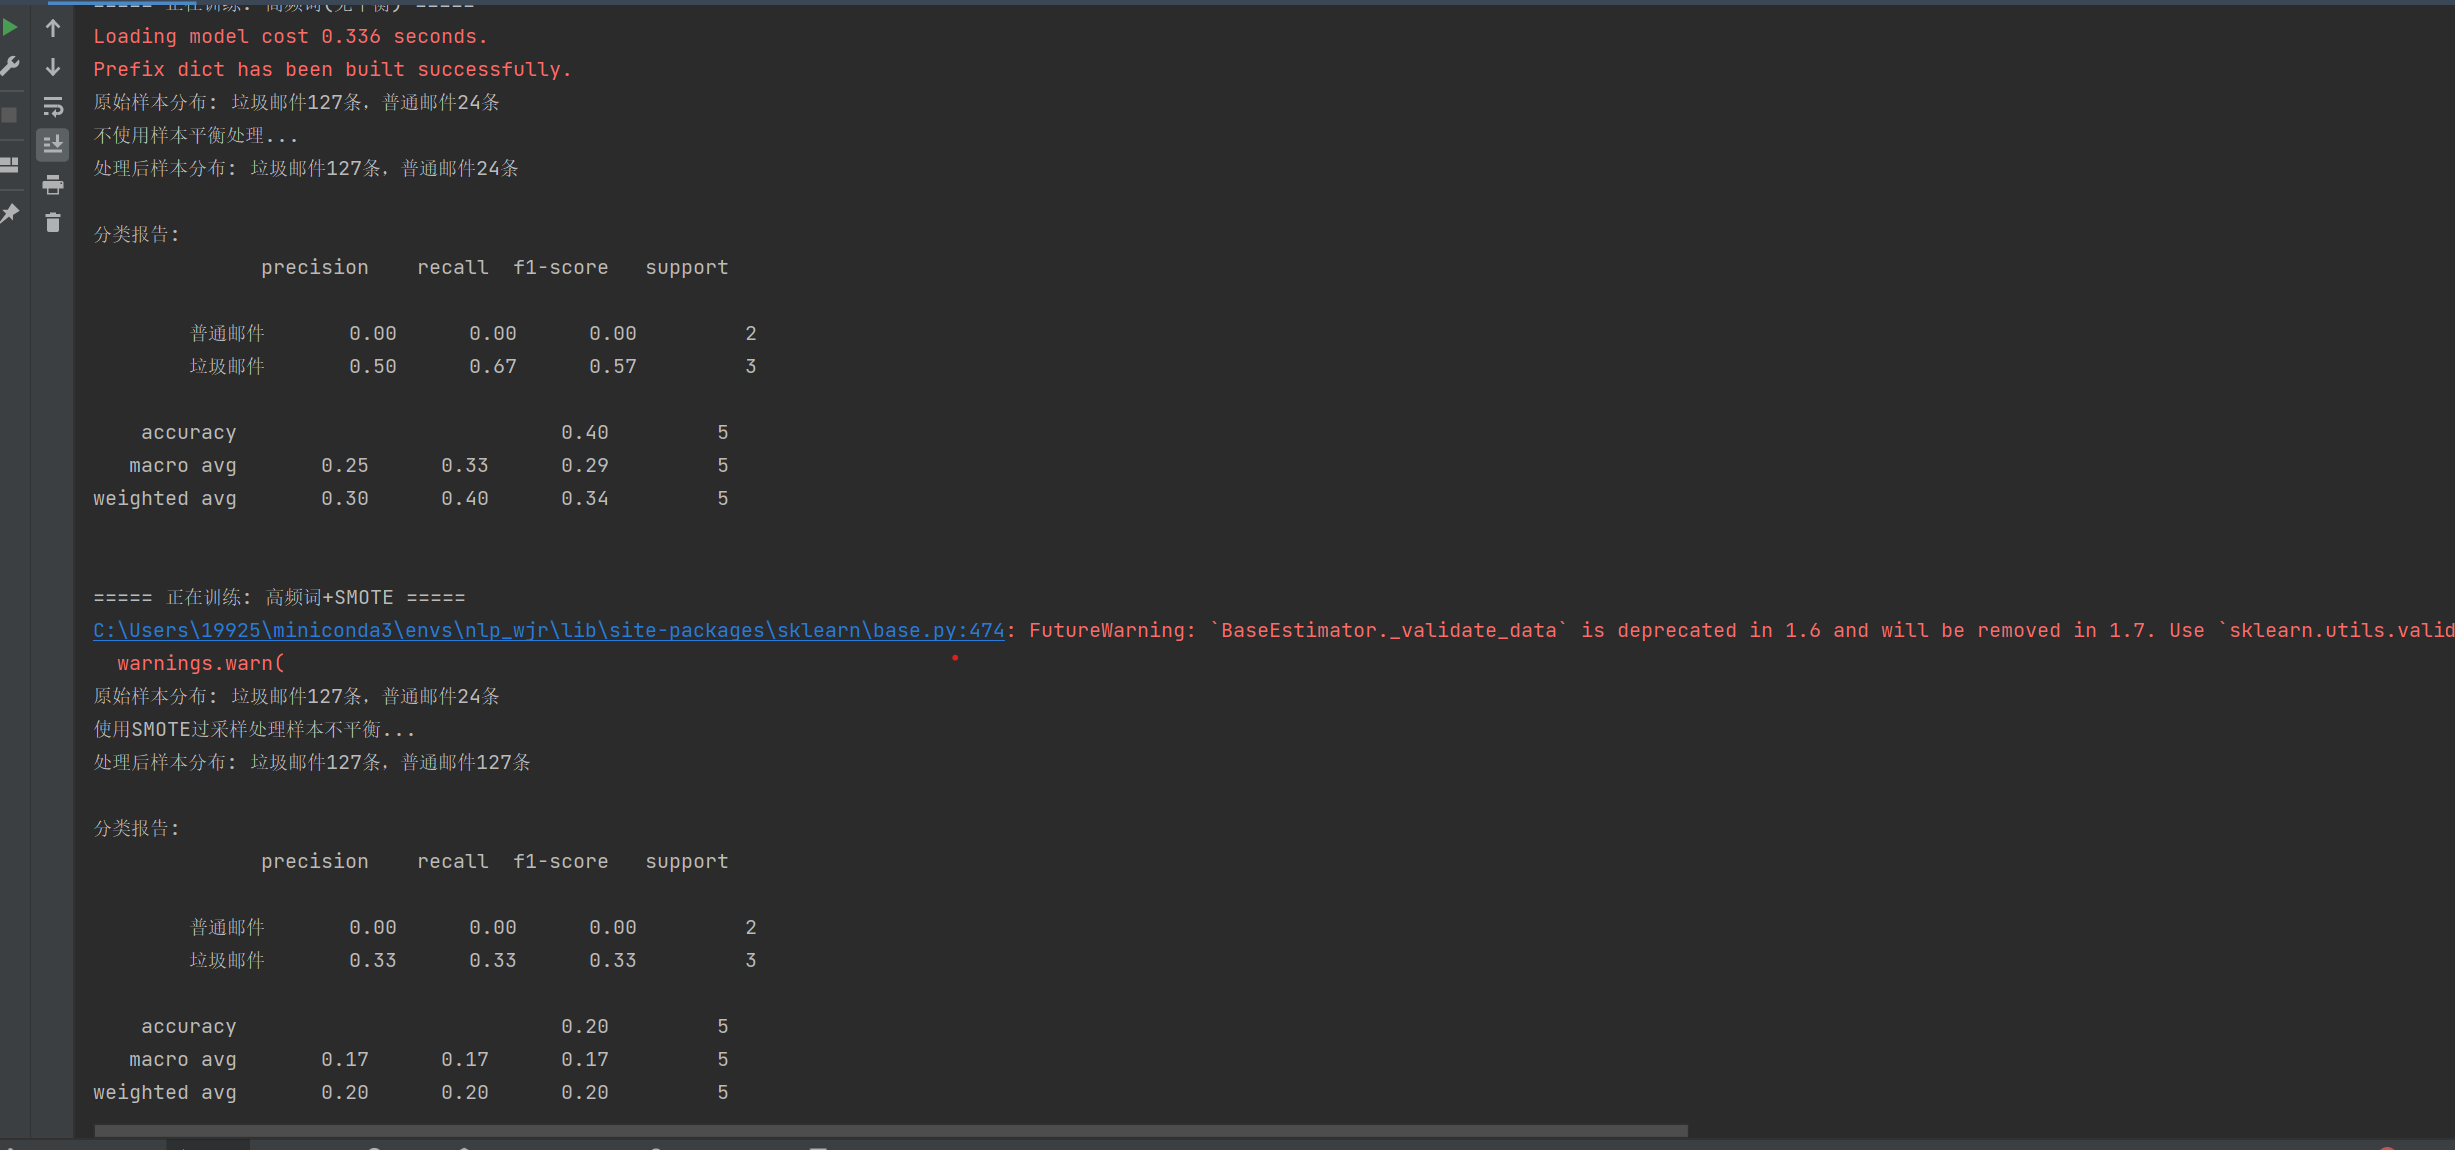 ===== 正在训练: 高频词(无平衡) =====
Loading model cost 0.336 seconds.
Prefix dict has been built successfully.
原始样本分布: 垃圾邮件127条，普通邮件24条
不使用样本平衡处理...
处理后样本分布: 垃圾邮件127条，普通邮件24条
分类报告:
precision recall f1-score support
普通邮件 0.00 0.00 0.00 2
垃圾邮件 0.50 0.67 0.57 3
accuracy 0.40 5
macro avg 0.25 0.33 0.29 5
weighted avg 0.30 0.40 0.34 5
===== 正在训练: 高频词+SMOTE =====
C:\Users\19925\miniconda3\envs\nlp_wjr\lib\site-packages\sklearn\base.py:474: FutureWarning: `BaseEstimator._validate_data` is deprecated in 1.6 and will be removed in 1.7. Use `sklearn.utils.valid
warnings.warn(
原始样本分布: 垃圾邮件127条，普通邮件24条
使用SMOTE过采样处理样本不平衡...
处理后样本分布: 垃圾邮件127条，普通邮件127条
分类报告:
precision recall f1-score support
普通邮件 0.00 0.00 0.00 2
垃圾邮件 0.33 0.33 0.33 3
accuracy 0.20 5
macro avg 0.17 0.17 0.17 5
weighted avg 0.20 0.20 0.20 5